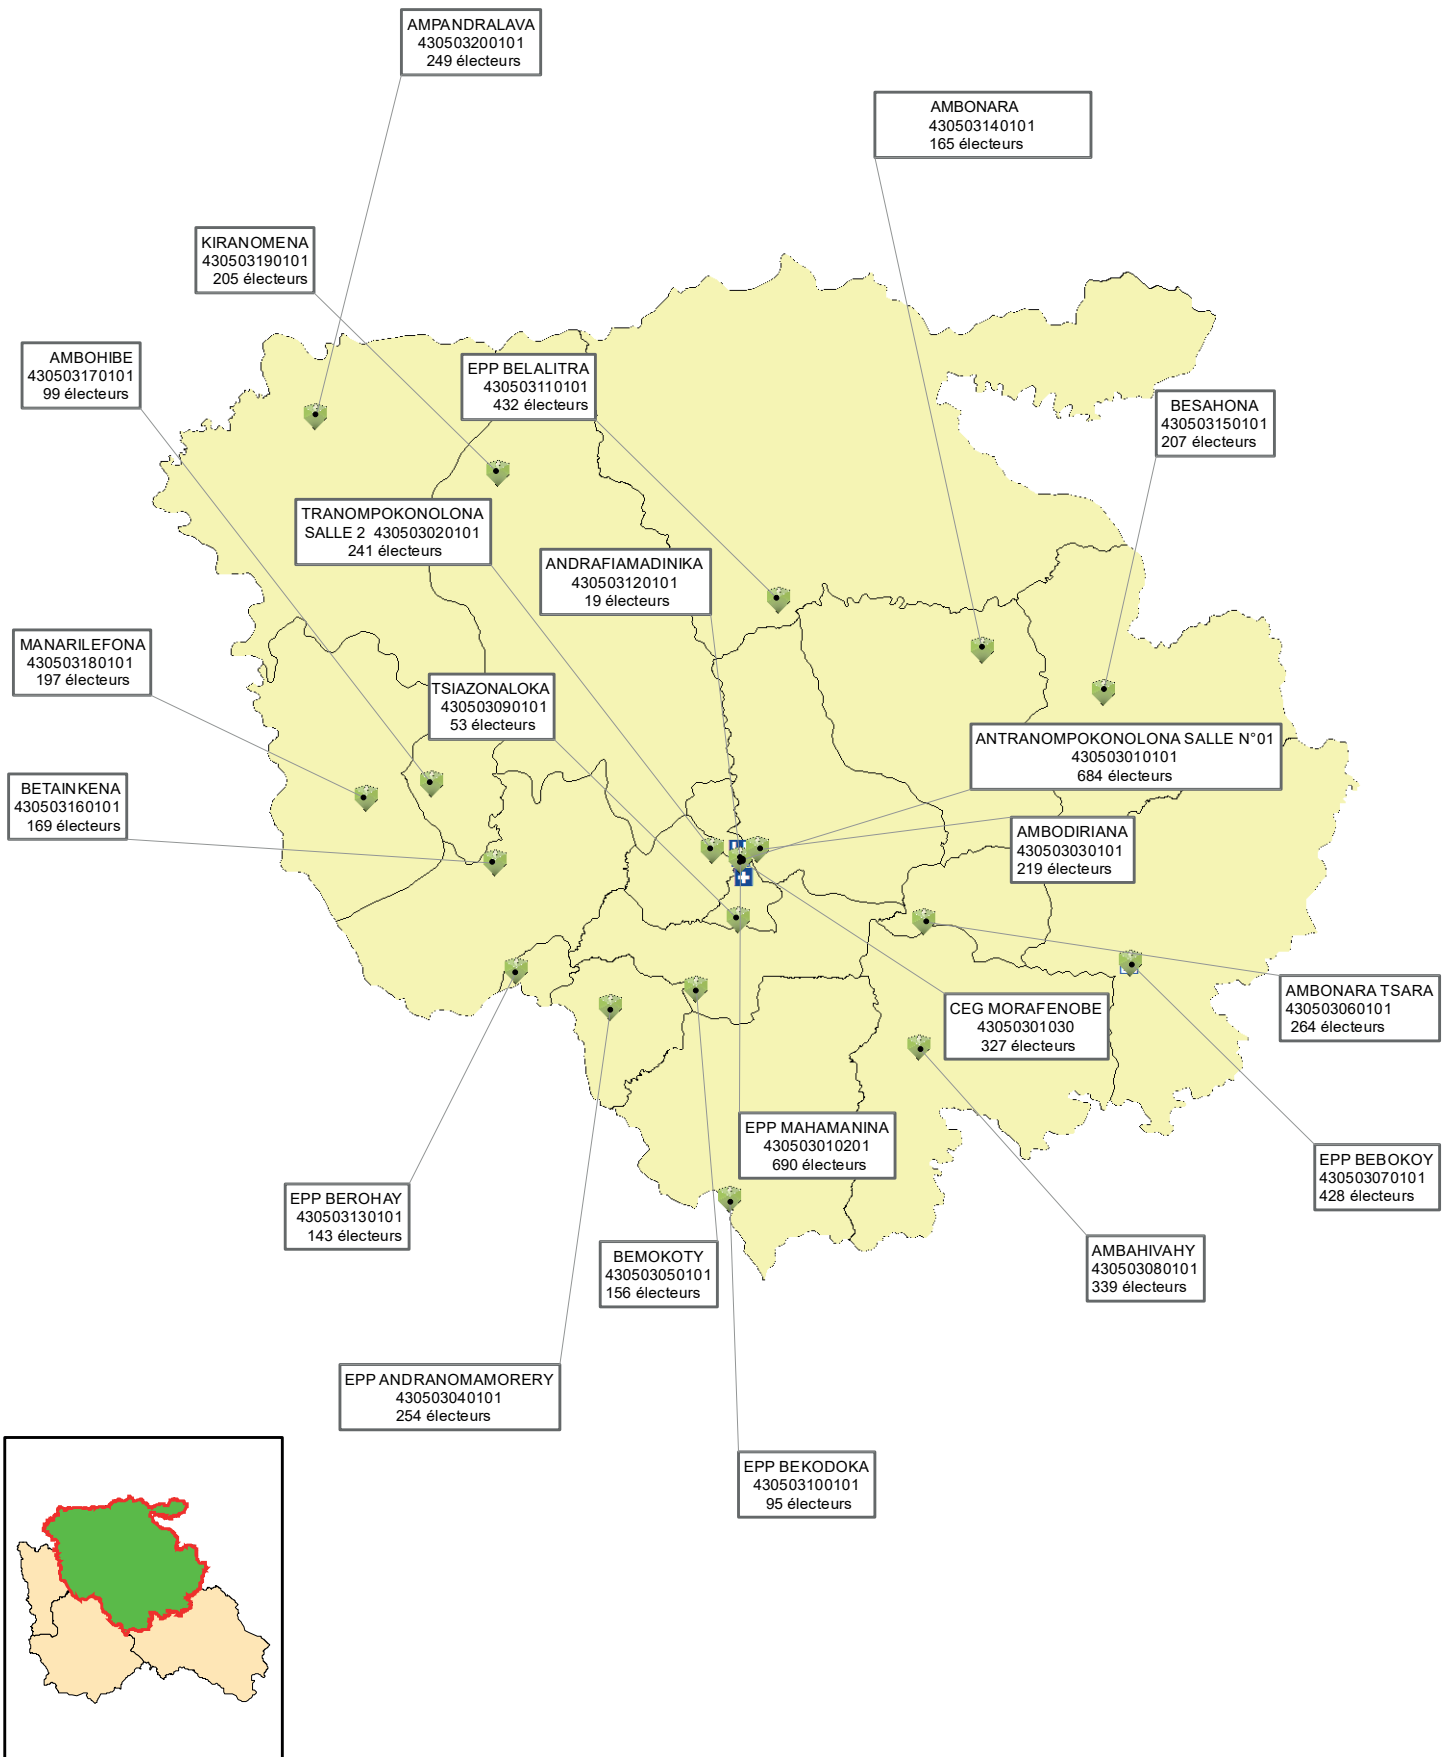 AMPANDRALAVA
430503200101
249 électeurs
AMBONARA
430503140101
165 électeurs
KIRANOMENA
430503190101
205 électeurs
AMBOHIBE
430503170101
99 électeurs
EPP BELALITRA
430503110101
432 électeurs
BESAHONA
430503150101
207 électeurs
TRANOMPOKONOLONA
SALLE 2 430503020101
241 électeurs
ANDRAFIAMADINIKA
430503120101
19 électeurs
MANARILEFONA
430503180101
197 électeurs
TSIAZONALOKA
430503090101
53 électeurs
ANTRANOMPOKONOLONA SALLE N°01
430503010101
684 électeurs
BETAINKENA
430503160101
169 électeurs
AMBODIRIANA
430503030101
219 électeurs
AMBONARA TSARA
430503060101
264 électeurs
CEG MORAFENOBE
43050301030
327 électeurs
EPP MAHAMANINA
430503010201
690 électeurs
EPP BEBOKOY
430503070101
428 électeurs
EPP BEROHAY
430503130101
143 électeurs
BEMOKOTY
430503050101
156 électeurs
AMBAHIVAHY
430503080101
339 électeurs
EPP ANDRANOMAMORERY
430503040101
254 électeurs
EPP BEKODOKA
430503100101
95 électeurs